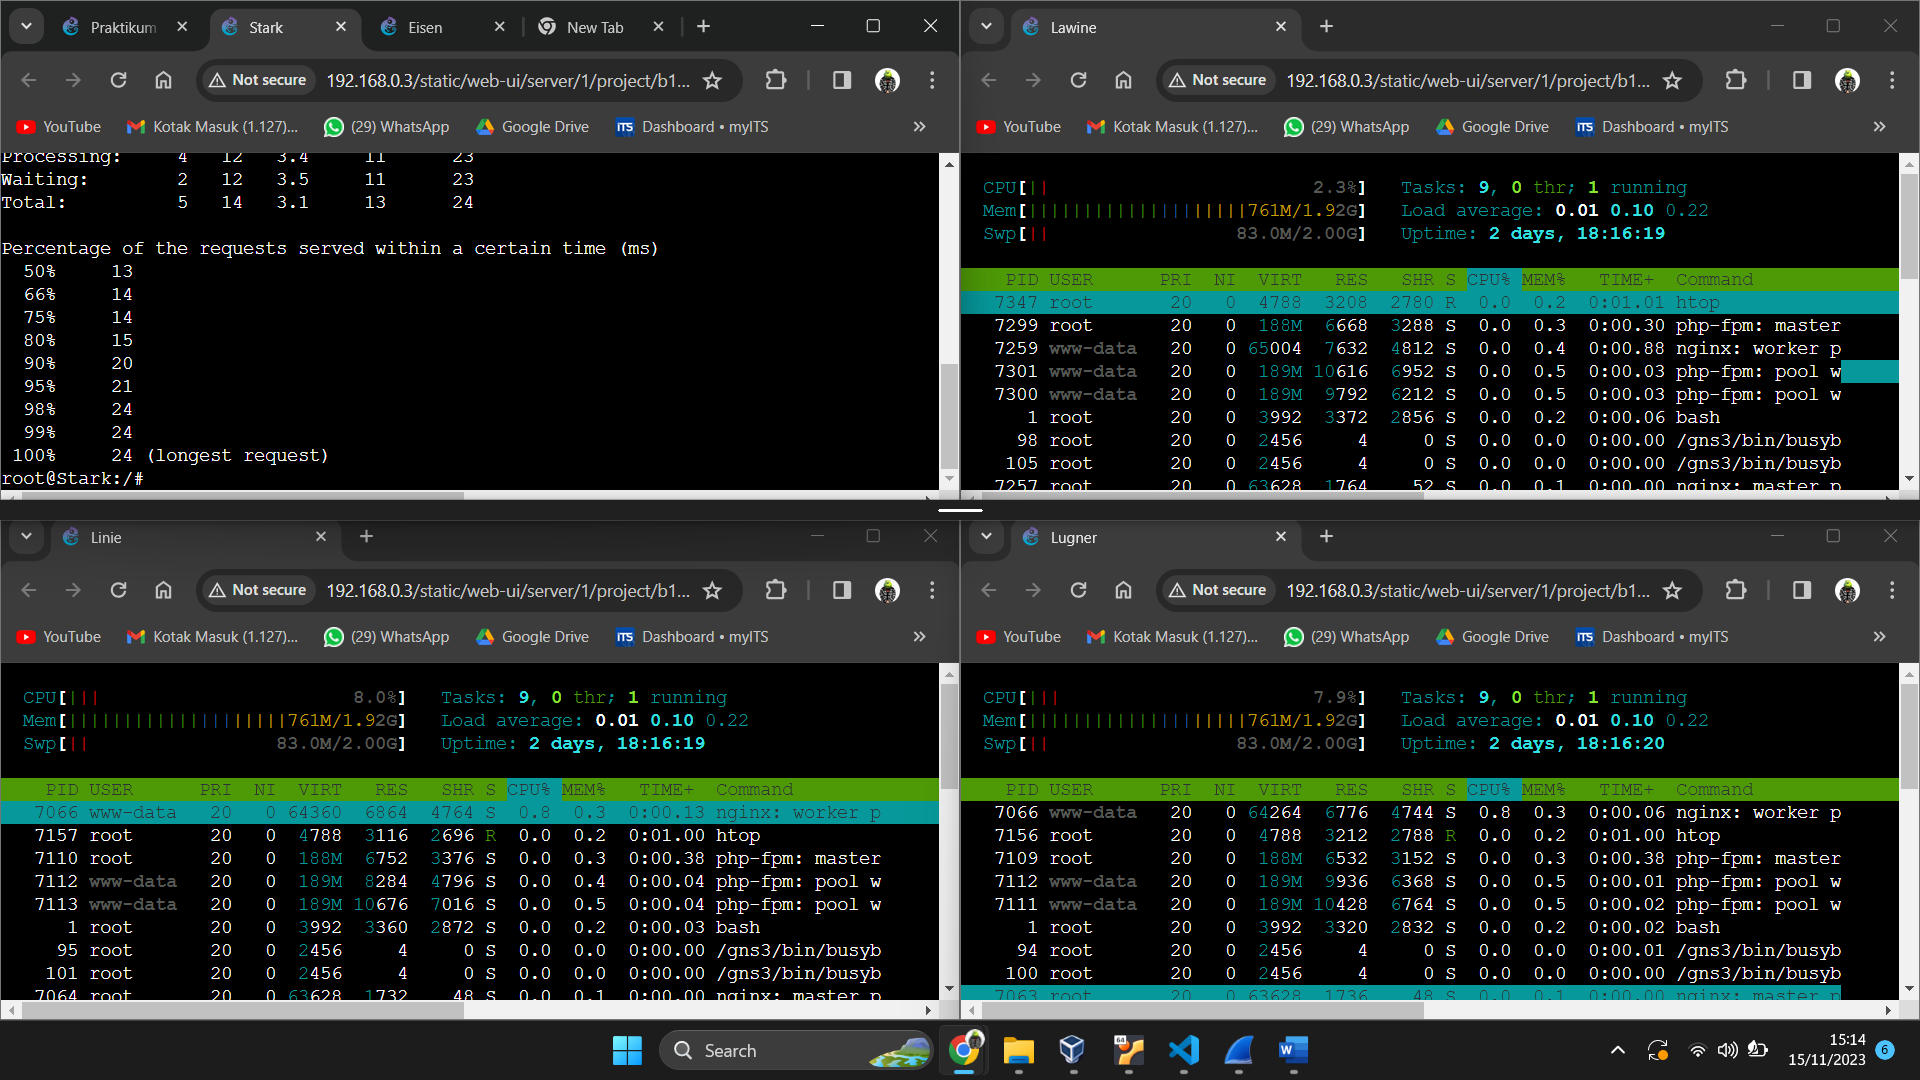 Praktikum
Stark
Eisen
New Tab
Not secure
192.168.0.3/static/web-ui/server/1/project/b1...
YouTube
Kotak Masuk (1.127)...
(29) WhatsApp
Google Drive
Dashboard • myITS
Processing: 4 12 3.4 11 23
Waiting: 2 12 3.5 11 23
Total: 5 14 3.1 13 24
Percentage of the requests served within a certain time (ms)
50% 13
66% 14
75% 14
80% 15
90% 20
95% 21
98% 24
99% 24
100% 24 (longest request)
root@Stark:/#
Lawine
Not secure
192.168.0.3/static/web-ui/server/1/project/b1...
YouTube
Kotak Masuk (1.127)...
(29) WhatsApp
Google Drive
ITS
Dashboard • myITS
CPU[|| 2.3%] Tasks: 9, 0 thr; 1 running
Mem[||||||||||||||||||||761M/1.92G] Load average: 0.01 0.10 0.22
Swp[|| 83.0M/2.00G] Uptime: 2 days, 18:16:19
PID USER PRI NI VIRT RES SHR S CPU% MEM% TIME+ Command
7347 root 20 0 4788 3208 2780 R 0.0 0.2 0:01.01 htop
7299 root 20 0 188M 6668 3288 S 0.0 0.3 0:00.30 php-fpm: master
7259 www-data 20 0 65004 7632 4812 S 0.0 0.4 0:00.88 nginx: worker p
7301 www-data 20 0 189M 10616 6952 S 0.0 0.5 0:00.03 php-fpm: pool w
7300 www-data 20 0 189M 9792 6212 S 0.0 0.5 0:00.03 php-fpm: pool w
1 root 20 0 3992 3372 2856 S 0.0 0.2 0:00.06 bash
98 root 20 0 2456 4 0 S 0.0 0.0 0:00.00 /gns3/bin/busyb
105 root 20 0 2456 4 0 S 0.0 0.0 0:00.00 /gns3/bin/busyb
7257 root 20 0 63628 1764 52 S 0.0 0.1 0:00.00 nginx: master p
Linie
Not secure
192.168.0.3/static/web-ui/server/1/project/b1...
YouTube
Kotak Masuk (1.127)...
(29) WhatsApp
Google Drive
ITS
Dashboard • myITS
CPU[||| 8.0%] Tasks: 9, 0 thr; 1 running
Mem[||||||||||||||||||||761M/1.92G] Load average: 0.01 0.10 0.22
Swp[|| 83.0M/2.00G] Uptime: 2 days, 18:16:19
PID USER PRI NI VIRT RES SHR S CPU% MEM% TIME+ Command
7066 www-data 20 0 64360 6864 4764 S 0.8 0.3 0:00.13 nginx: worker p
7157 root 20 0 4788 3116 2696 R 0.0 0.2 0:01.00 htop
7110 root 20 0 188M 6752 3376 S 0.0 0.3 0:00.38 php-fpm: master
7112 www-data 20 0 189M 8284 4796 S 0.0 0.4 0:00.04 php-fpm: pool w
7113 www-data 20 0 189M 10676 7016 S 0.0 0.5 0:00.04 php-fpm: pool w
1 root 20 0 3992 3360 2872 S 0.0 0.2 0:00.03 bash
95 root 20 0 2456 4 0 S 0.0 0.0 0:00.00 /gns3/bin/busyb
101 root 20 0 2456 4 0 S 0.0 0.0 0:00.00 /gns3/bin/busyb
7064 root 20 0 63628 1732 48 S 0.0 0.1 0:00.00 nginx: master p
Lugner
Not secure
192.168.0.3/static/web-ui/server/1/project/b1...
YouTube
Kotak Masuk (1.127)...
(29) WhatsApp
Google Drive
ITS
Dashboard • myITS
CPU[||| 7.9%] Tasks: 9, 0 thr; 1 running
Mem[||||||||||||||||||||761M/1.92G] Load average: 0.01 0.10 0.22
Swp[|| 83.0M/2.00G] Uptime: 2 days, 18:16:20
PID USER PRI NI VIRT RES SHR S CPU% MEM% TIME+ Command
7066 www-data 20 0 64264 6776 4744 S 0.8 0.3 0:00.06 nginx: worker p
7156 root 20 0 4788 3212 2788 R 0.0 0.2 0:01.00 htop
7109 root 20 0 188M 6532 3152 S 0.0 0.3 0:00.38 php-fpm: master
7112 www-data 20 0 189M 9936 6368 S 0.0 0.5 0:00.01 php-fpm: pool w
7111 www-data 20 0 189M 10428 6764 S 0.0 0.5 0:00.02 php-fpm: pool w
1 root 20 0 3992 3320 2832 S 0.0 0.2 0:00.02 bash
94 root 20 0 2456 4 0 S 0.0 0.0 0:00.01 /gns3/bin/busyb
100 root 20 0 2456 4 0 S 0.0 0.0 0:00.00 /gns3/bin/busyb
7063 root 20 0 63628 1736 48 S 0.0 0.1 0:00.00 nginx: master p
Search
64
W
15:14
15/11/2023
6